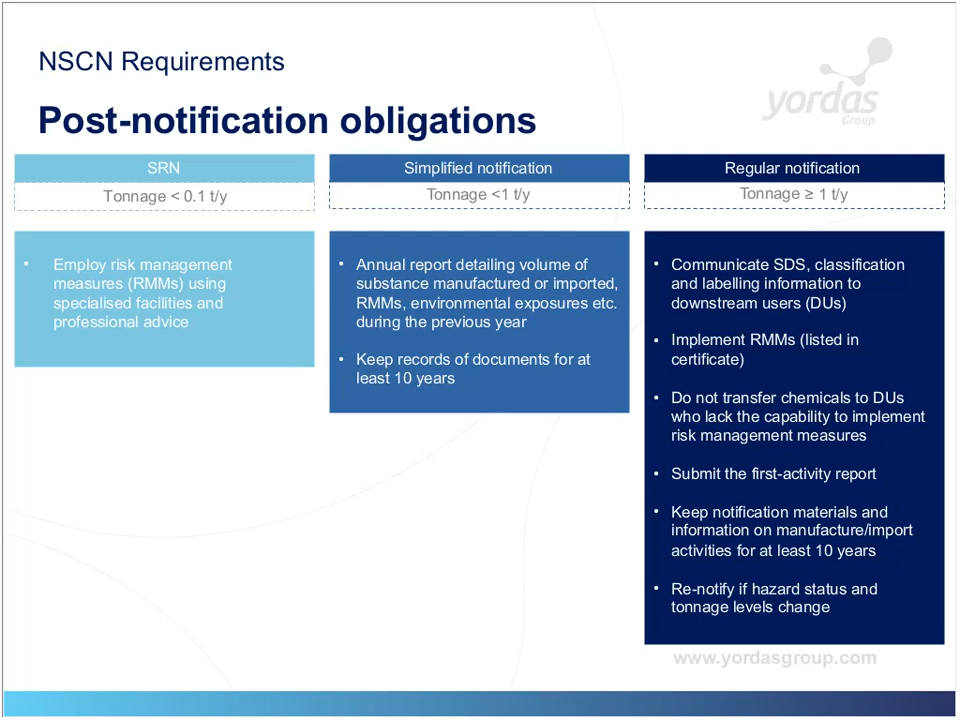 NSCN Requirements
Post-notification obligations
yordas
Group
SRN
Tonnage < 0.1 t/y
• Employ risk management
measures (RMMs) using
specialised facilities and
professional advice
Simplified notification
Tonnage <1 t/y
• Annual report detailing volume of
substance manufactured or imported,
RMMs, environmental exposures etc.
during the previous year
• Keep records of documents for at
least 10 years
Regular notification
Tonnage ≥ 1 t/y
• Communicate SDS, classification
and labelling information to
downstream users (DUs)
• Implement RMMs (listed in
certificate)
• Do not transfer chemicals to DUs
who lack the capability to implement
risk management measures
• Submit the first-activity report
• Keep notification materials and
information on manufacture/import
activities for at least 10 years
• Re-notify if hazard status and
tonnage levels change
www.yordasgroup.com